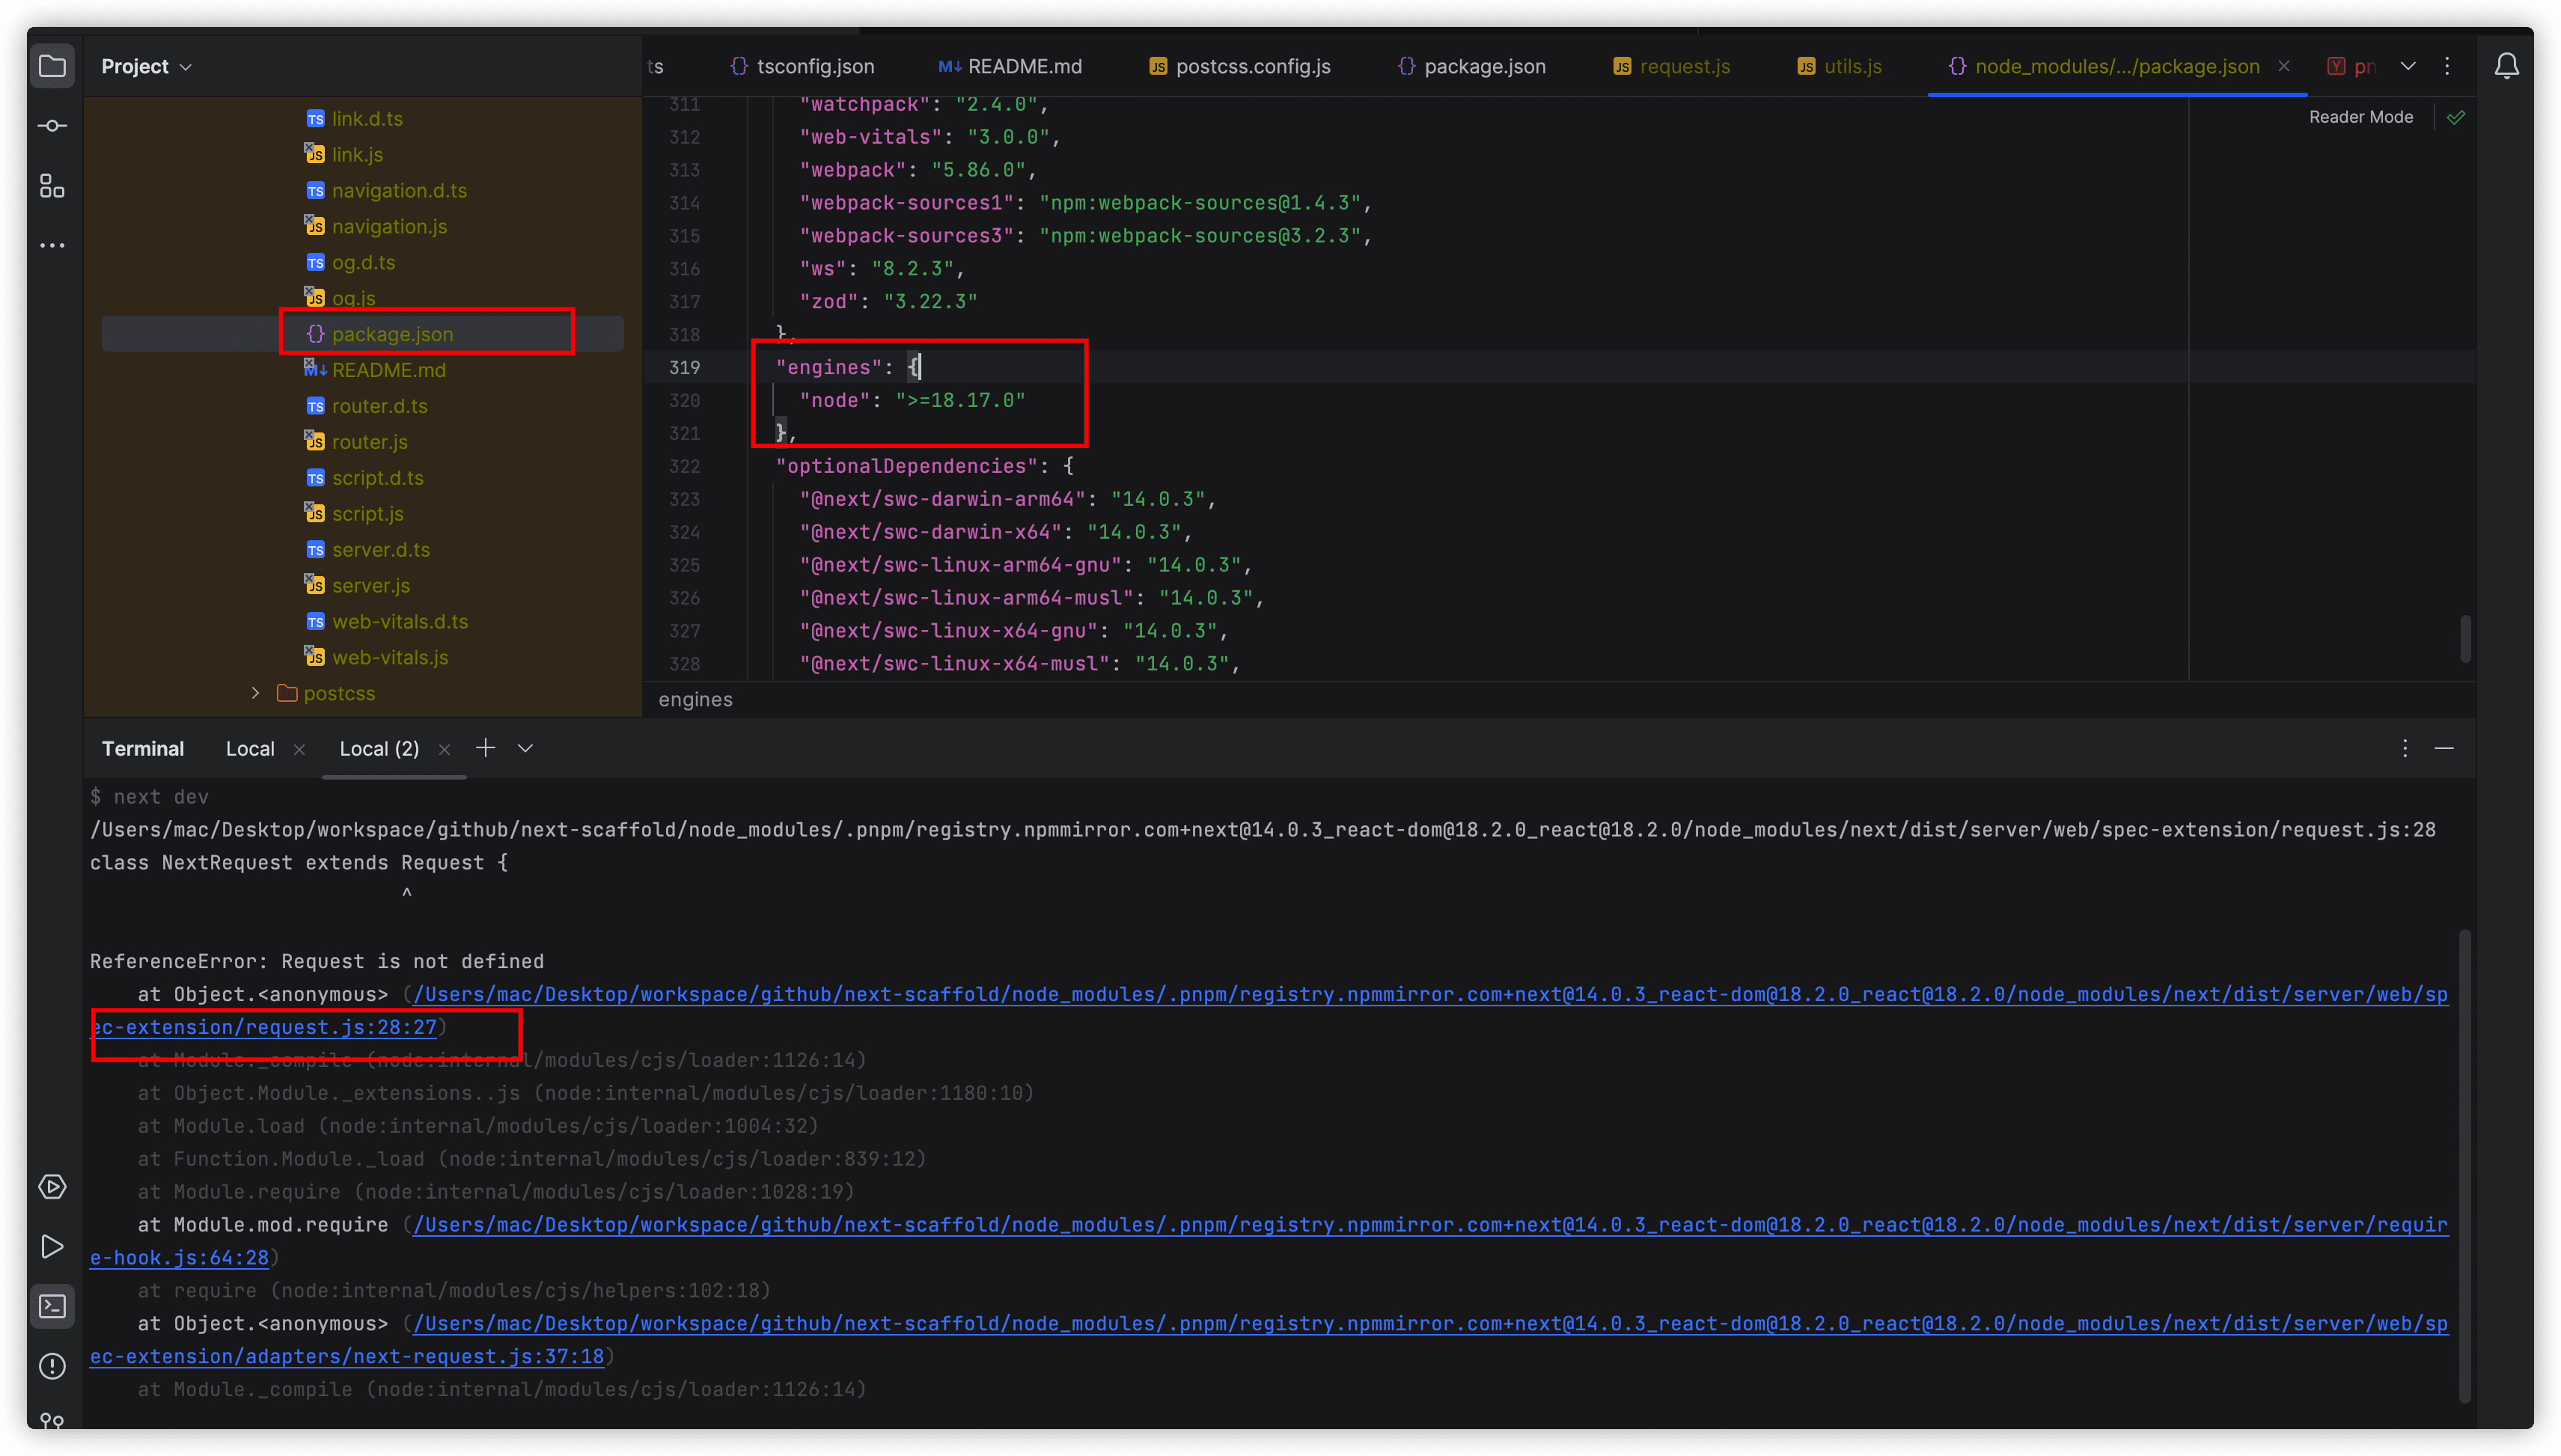 Project
ts
tsconfig.json
README.md
postcss.config.js
package.json
request.js
utils.js
node_modules/.../package.json
pn
link.d.ts
link.js
navigation.d.ts
navigation.js
og.d.ts
og.js
package.json
README.md
router.d.ts
router.js
script.d.ts
script.js
server.d.ts
server.js
web-vitals.d.ts
web-vitals.js
postcss
Reader Mode
311 "watchpack": "2.4.0",
312 "web-vitals": "3.0.0",
313 "webpack": "5.86.0",
314 "webpack-sources1": "npm:webpack-sources@1.4.3",
315 "webpack-sources3": "npm:webpack-sources@3.2.3",
316 "ws": "8.2.3",
317 "zod": "3.22.3"
318 },
319 "engines": {
320 "node": ">=18.17.0"
321 },
322 "optionalDependencies": {
323 "@next/swc-darwin-arm64": "14.0.3",
324 "@next/swc-darwin-x64": "14.0.3",
325 "@next/swc-linux-arm64-gnu": "14.0.3",
326 "@next/swc-linux-arm64-musl": "14.0.3",
327 "@next/swc-linux-x64-gnu": "14.0.3",
328 "@next/swc-linux-x64-musl": "14.0.3",
engines
Terminal
Local
Local (2)
$ next dev
/Users/mac/Desktop/workspace/github/next-scaffold/node_modules/.pnpm/registry.npmmirror.com+next@14.0.3_react-dom@18.2.0_react@18.2.0/node_modules/next/dist/server/web/spec-extension/request.js:28
class NextRequest extends Request {
^
ReferenceError: Request is not defined
at Object.<anonymous> (/Users/mac/Desktop/workspace/github/next-scaffold/node_modules/.pnpm/registry.npmmirror.com+next@14.0.3_react-dom@18.2.0_react@18.2.0/node_modules/next/dist/server/web/sp
ec-extension/request.js:28:27)
at Module._compile (node:internal/modules/cjs/loader:1126:14)
at Object.Module._extensions..js (node:internal/modules/cjs/loader:1180:10)
at Module.load (node:internal/modules/cjs/loader:1004:32)
at Function.Module._load (node:internal/modules/cjs/loader:839:12)
at Module.require (node:internal/modules/cjs/loader:1028:19)
at Module.mod.require (/Users/mac/Desktop/workspace/github/next-scaffold/node_modules/.pnpm/registry.npmmirror.com+next@14.0.3_react-dom@18.2.0_react@18.2.0/node_modules/next/dist/server/requir
e-hook.js:64:28)
at require (node:internal/modules/cjs/helpers:102:18)
at Object.<anonymous> (/Users/mac/Desktop/workspace/github/next-scaffold/node_modules/.pnpm/registry.npmmirror.com+next@14.0.3_react-dom@18.2.0_react@18.2.0/node_modules/next/dist/server/web/sp
ec-extension/adapters/next-request.js:37:18)
at Module._compile (node:internal/modules/cjs/loader:1126:14)